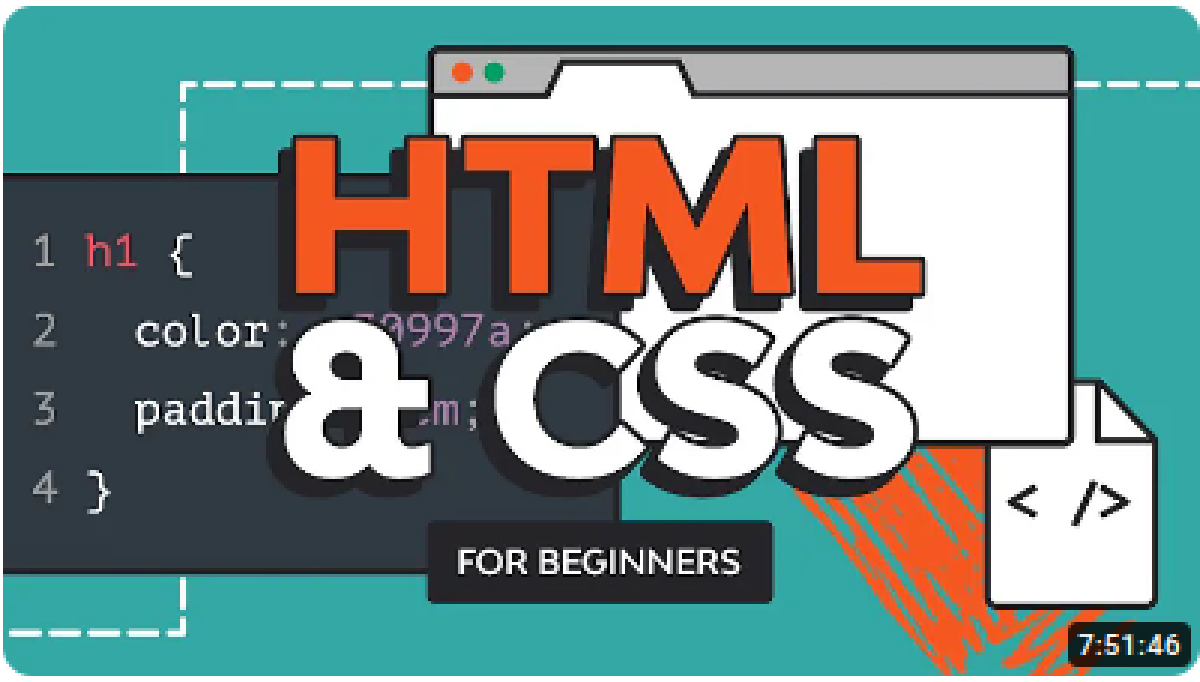 HTML
& CSS
FOR BEGINNERS
1 h1 {
2 color:
3
4 }
< />
7:51:46